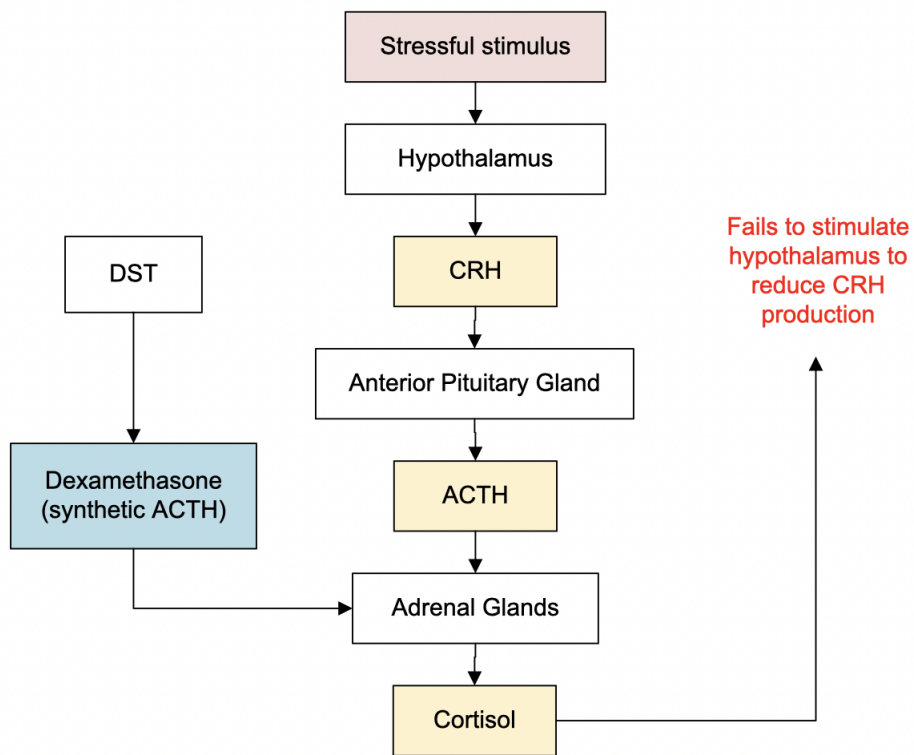 Stressful stimulus
Hypothalamus
CRH
Anterior Pituitary Gland
ACTH
Adrenal Glands
Cortisol
DST
Dexamethasone
(synthetic ACTH)
Fails to stimulate
hypothalamus to
reduce CRH
production